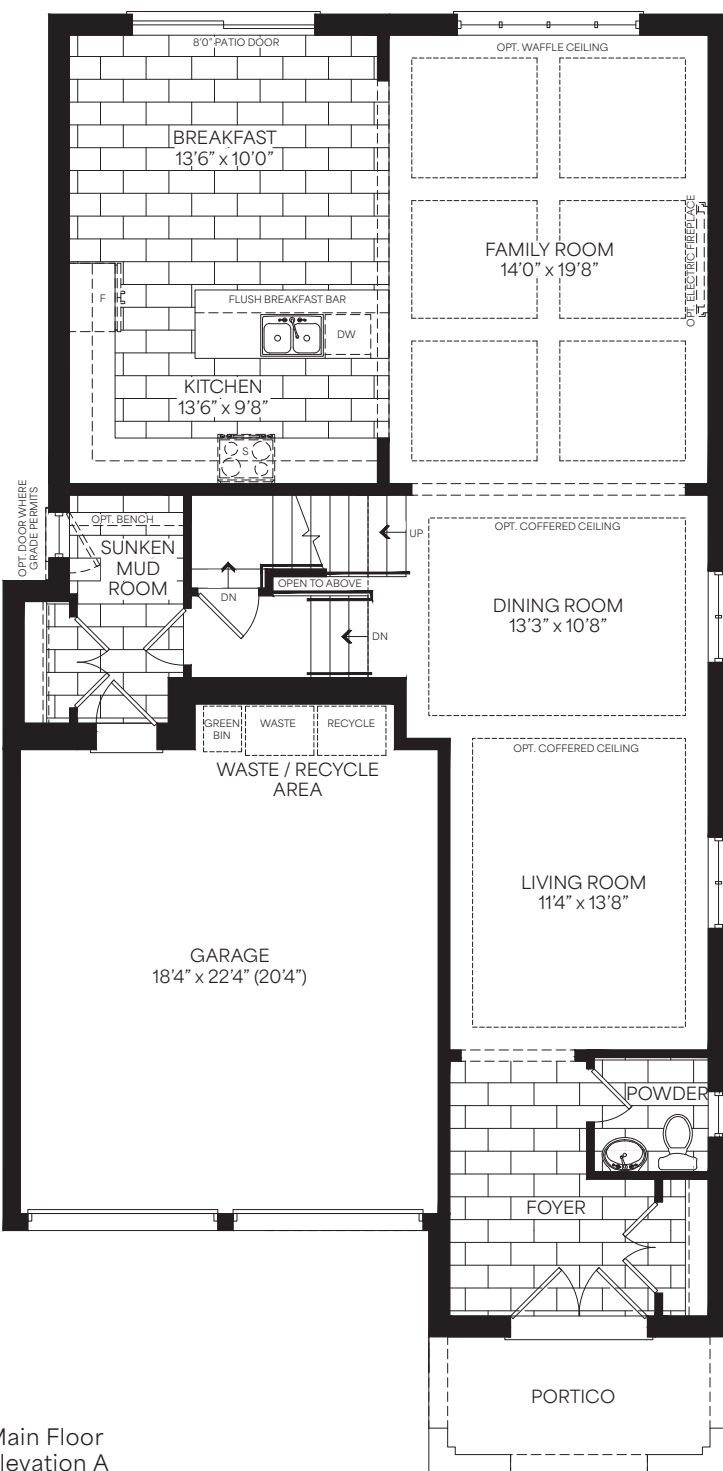 8'0" PATIO DOOR
OPT. WAFFLE CEILING
BREAKFAST
13'6" x 10'0"
FAMILY ROOM
14'0" x 19'8"
OPT. ELECTRIC FIREPLACE
F
FLUSH BREAKFAST BAR
DW
KITCHEN
13'6" x 9'8"
S
OPT. DOOR WHERE
GRADE PERMITS
OPT. BENCH
SUNKEN
MUD
ROOM
UP
OPT. COFFERED CEILING
OPEN TO ABOVE
DN
DINING ROOM
13'3" x 10'8"
DN
GREEN
BIN
WASTE
RECYCLE
WASTE / RECYCLE
AREA
OPT. COFFERED CEILING
LIVING ROOM
11'4" x 13'8"
GARAGE
18'4" x 22'4" (20'4")
POWDER
FOYER
PORTICO
Main Floor
Elevation A